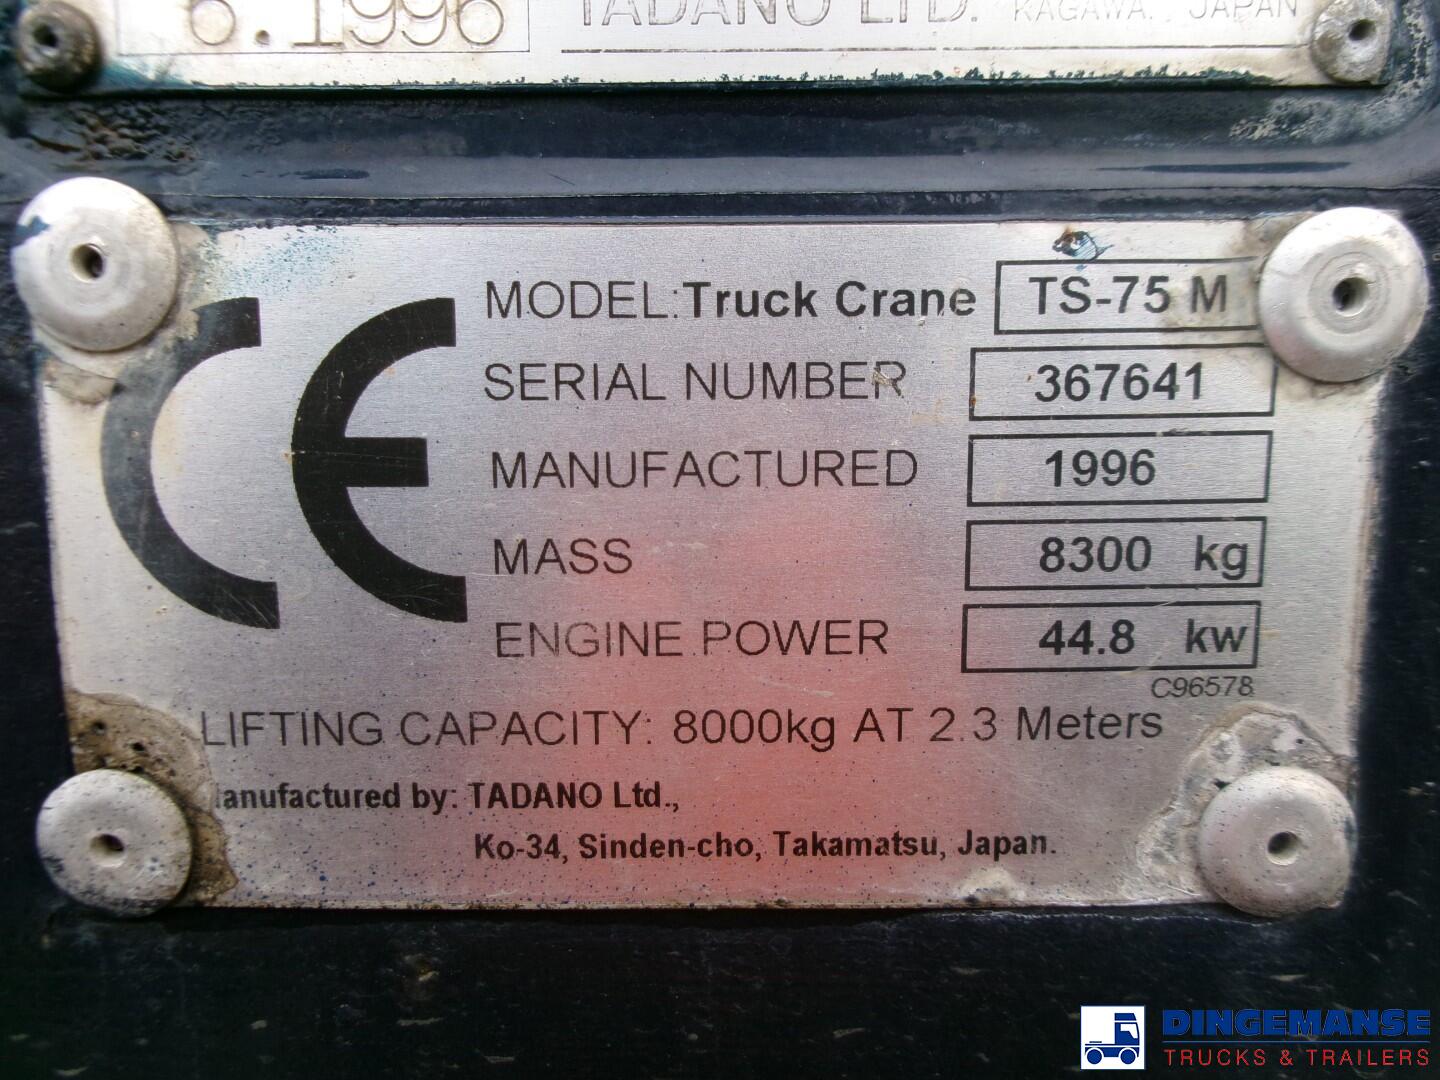 6.1996 TADANO LTD. KAGAWA. JAPAN
CE
MODEL: Truck Crane TS-75 M
SERIAL NUMBER 367641
MANUFACTURED 1996
MASS 8300 kg
ENGINE POWER 44.8 kw
C96578
LIFTING CAPACITY: 8000kg AT 2.3 Meters
anufactured by: TADANO Ltd.,
Ko-34, Sinden-cho, Takamatsu, Japan.
DINGEMANSE
TRUCKS & TRAILERS